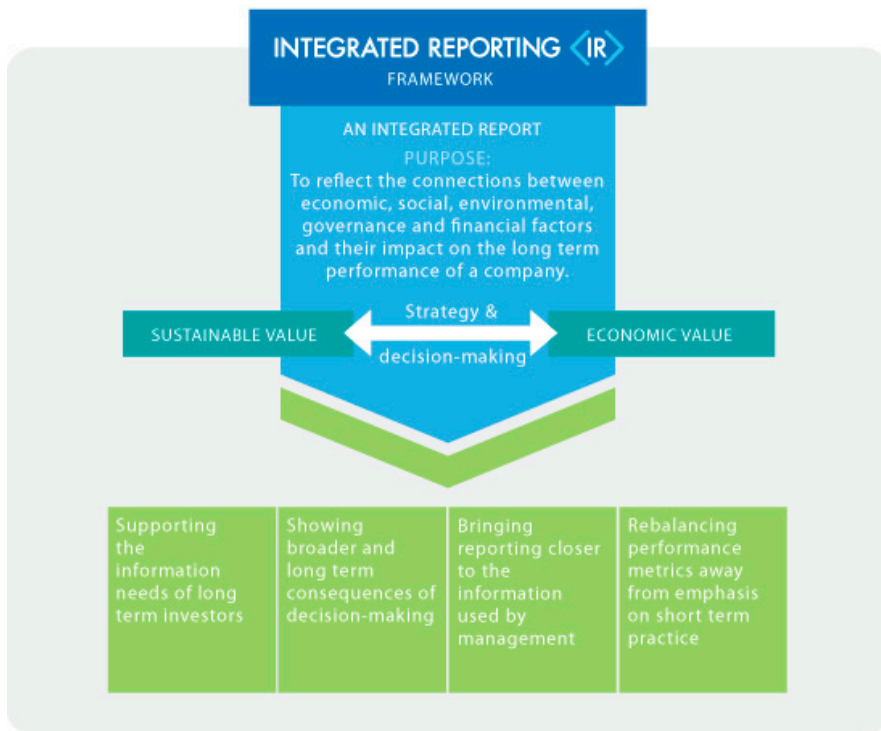 INTEGRATED REPORTING <IR>
FRAMEWORK
AN INTEGRATED REPORT
PURPOSE:
To reflect the connections between
economic, social, environmental,
governance and financial factors
and their impact on the long term
performance of a company.
Strategy &
SUSTAINABLE VALUE
ECONOMIC VALUE
decision-making
Supporting
the
information
needs of long
term investors
Showing
broader and
long term
consequences of
decision-making
Bringing
reporting closer
to the
information
used by
management
Rebalancing
performance
metrics away
from emphasis
on short term
practice